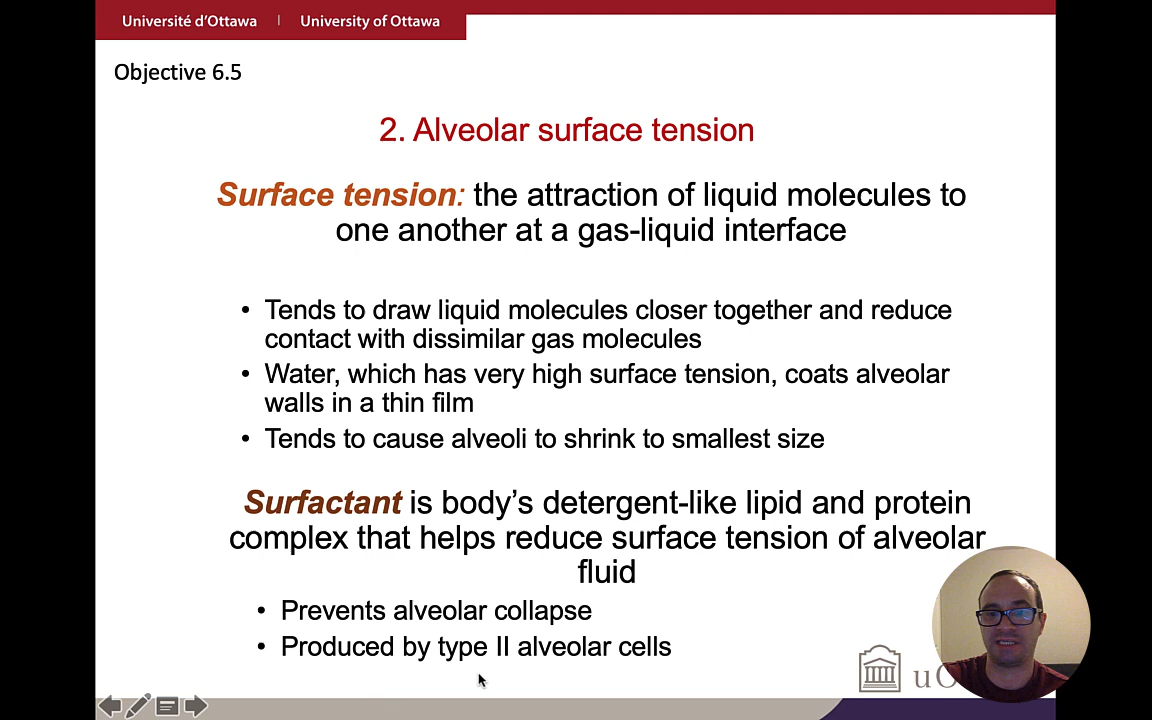 Université d'Ottawa | University of Ottawa
Objective 6.5
2. Alveolar surface tension
Surface tension: the attraction of liquid molecules to
one another at a gas-liquid interface
• Tends to draw liquid molecules closer together and reduce
contact with dissimilar gas molecules
• Water, which has very high surface tension, coats alveolar
walls in a thin film
• Tends to cause alveoli to shrink to smallest size
Surfactant is body's detergent-like lipid and protein
complex that helps reduce surface tension of alveolar
fluid
• Prevents alveolar collapse
• Produced by type II alveolar cells